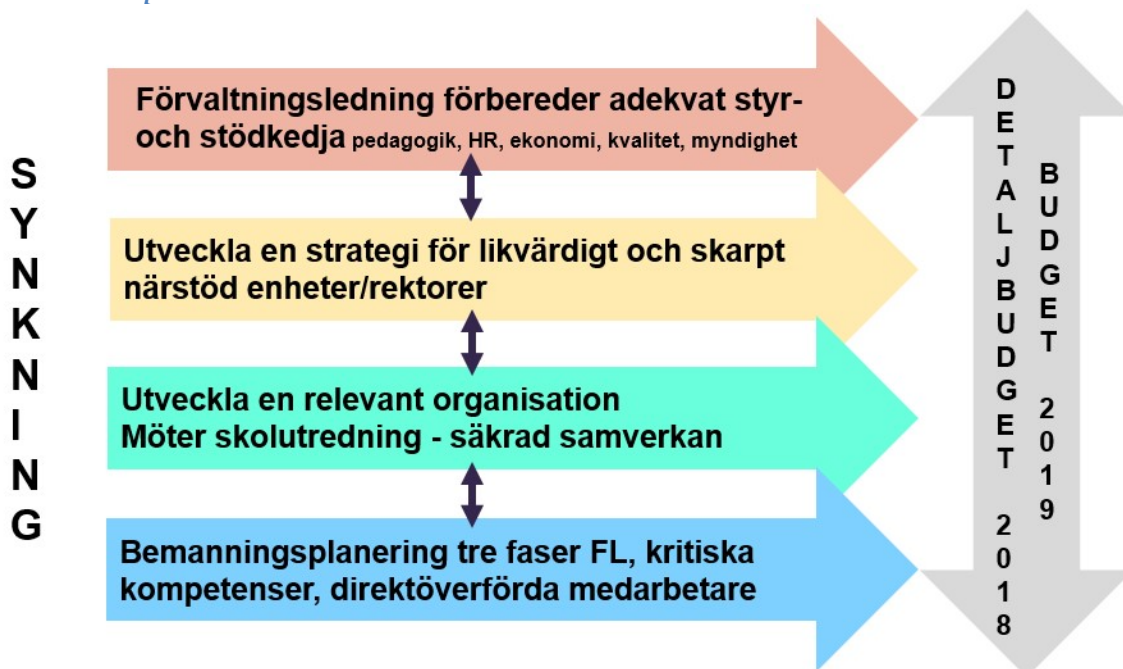 SYNKNING
Förvaltningsledning förbereder adekvat styr-
och stödkedja pedagogik, HR, ekonomi, kvalitet, myndighet
Utveckla en strategi för likvärdigt och skarpt
närstöd enheter/rektorer
Utveckla en relevant organisation
Möter skolutredning - säkrad samverkan
Bemanningsplanering tre faser FL, kritiska
kompetenser, direktöverförda medarbetare
DETALJBUDGET 2018
BUDGET 2019